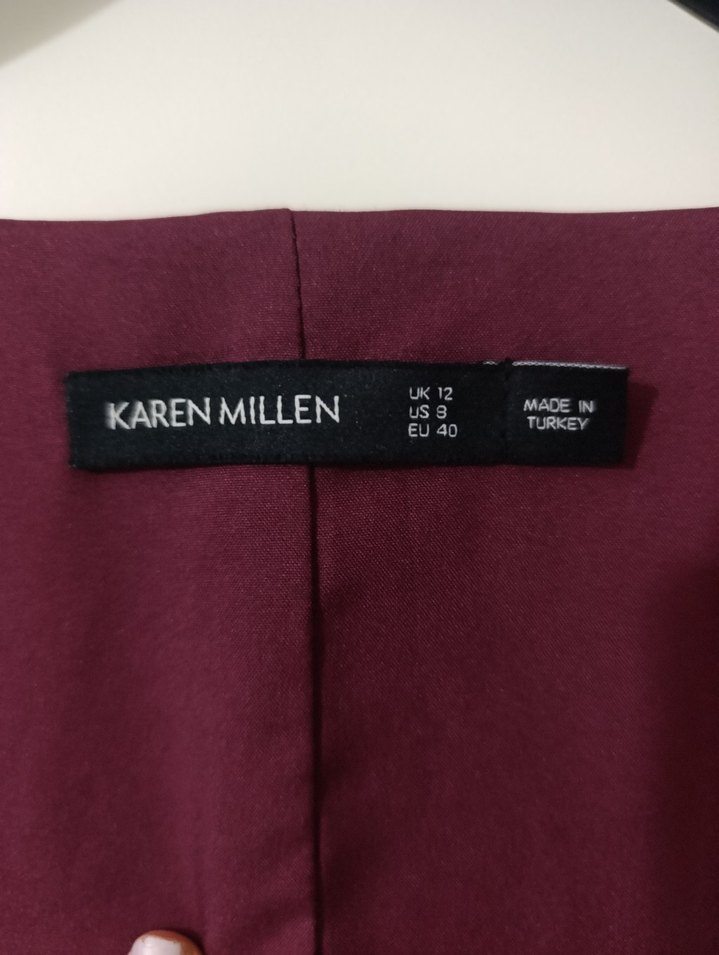 KAREN MILLEN
UK 12
US 8
EU 40
MADE IN
TURKEY